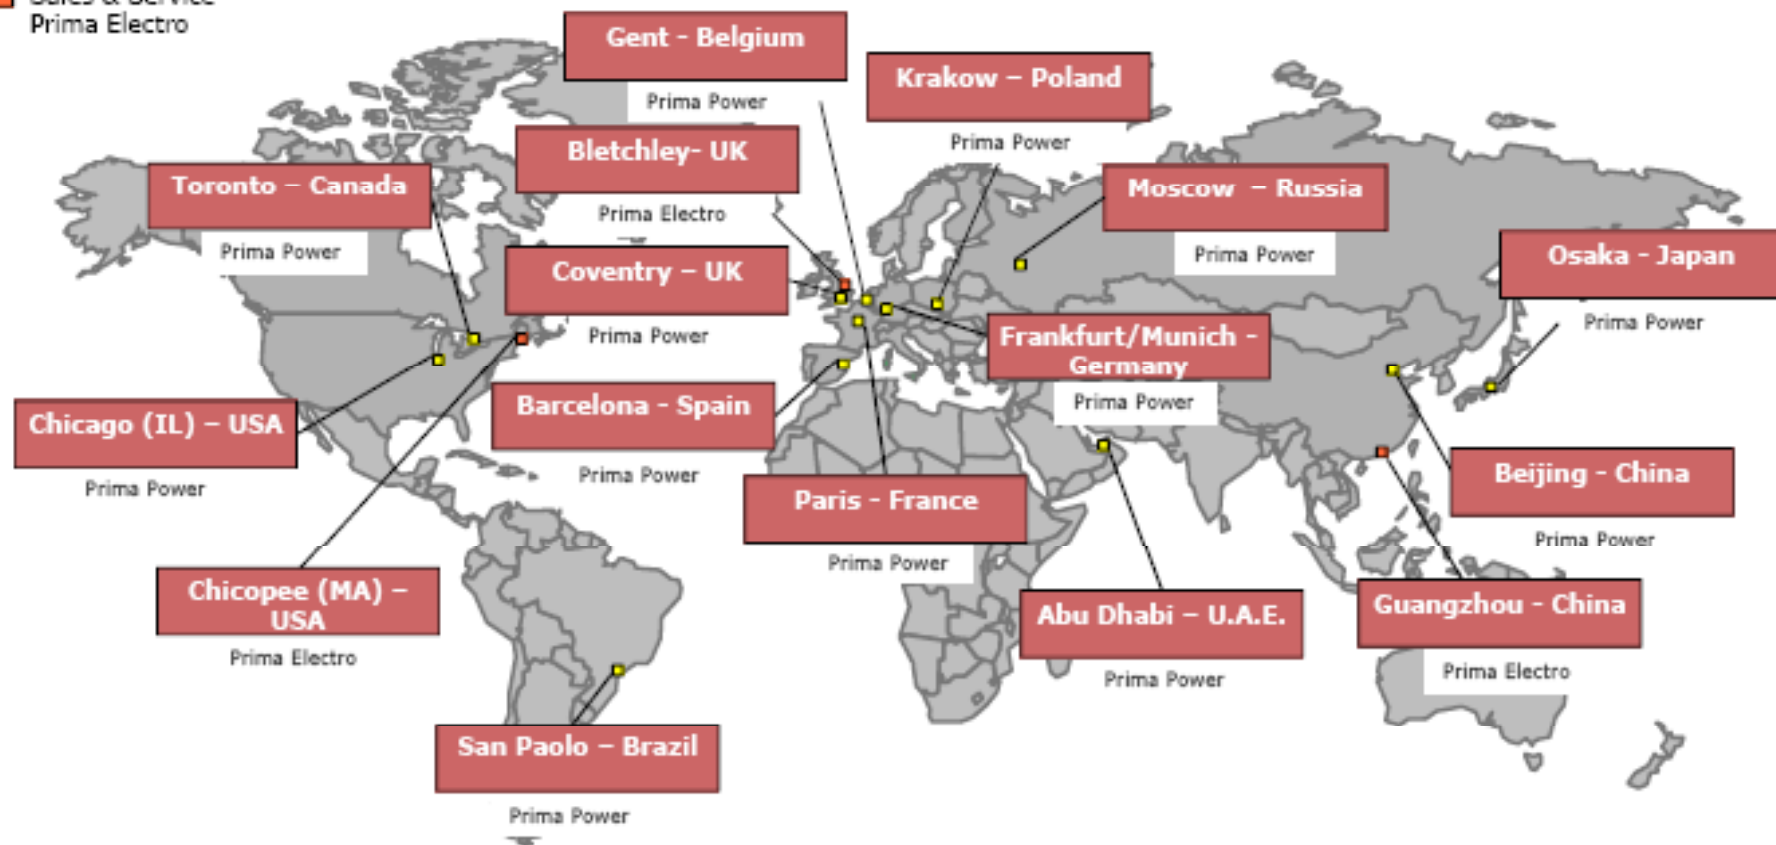 Sales & Service
Prima Electro
Gent - Belgium
Prima Power
Krakow – Poland
Prima Power
Bletchley- UK
Prima Electro
Toronto – Canada
Prima Power
Moscow – Russia
Prima Power
Coventry – UK
Prima Power
Osaka - Japan
Prima Power
Frankfurt/Munich -
Germany
Prima Power
Barcelona - Spain
Prima Power
Chicago (IL) – USA
Prima Power
Paris - France
Prima Power
Beijing - China
Prima Power
Chicopee (MA) –
USA
Prima Electro
Abu Dhabi – U.A.E.
Prima Power
Guangzhou - China
Prima Electro
San Paolo – Brazil
Prima Power